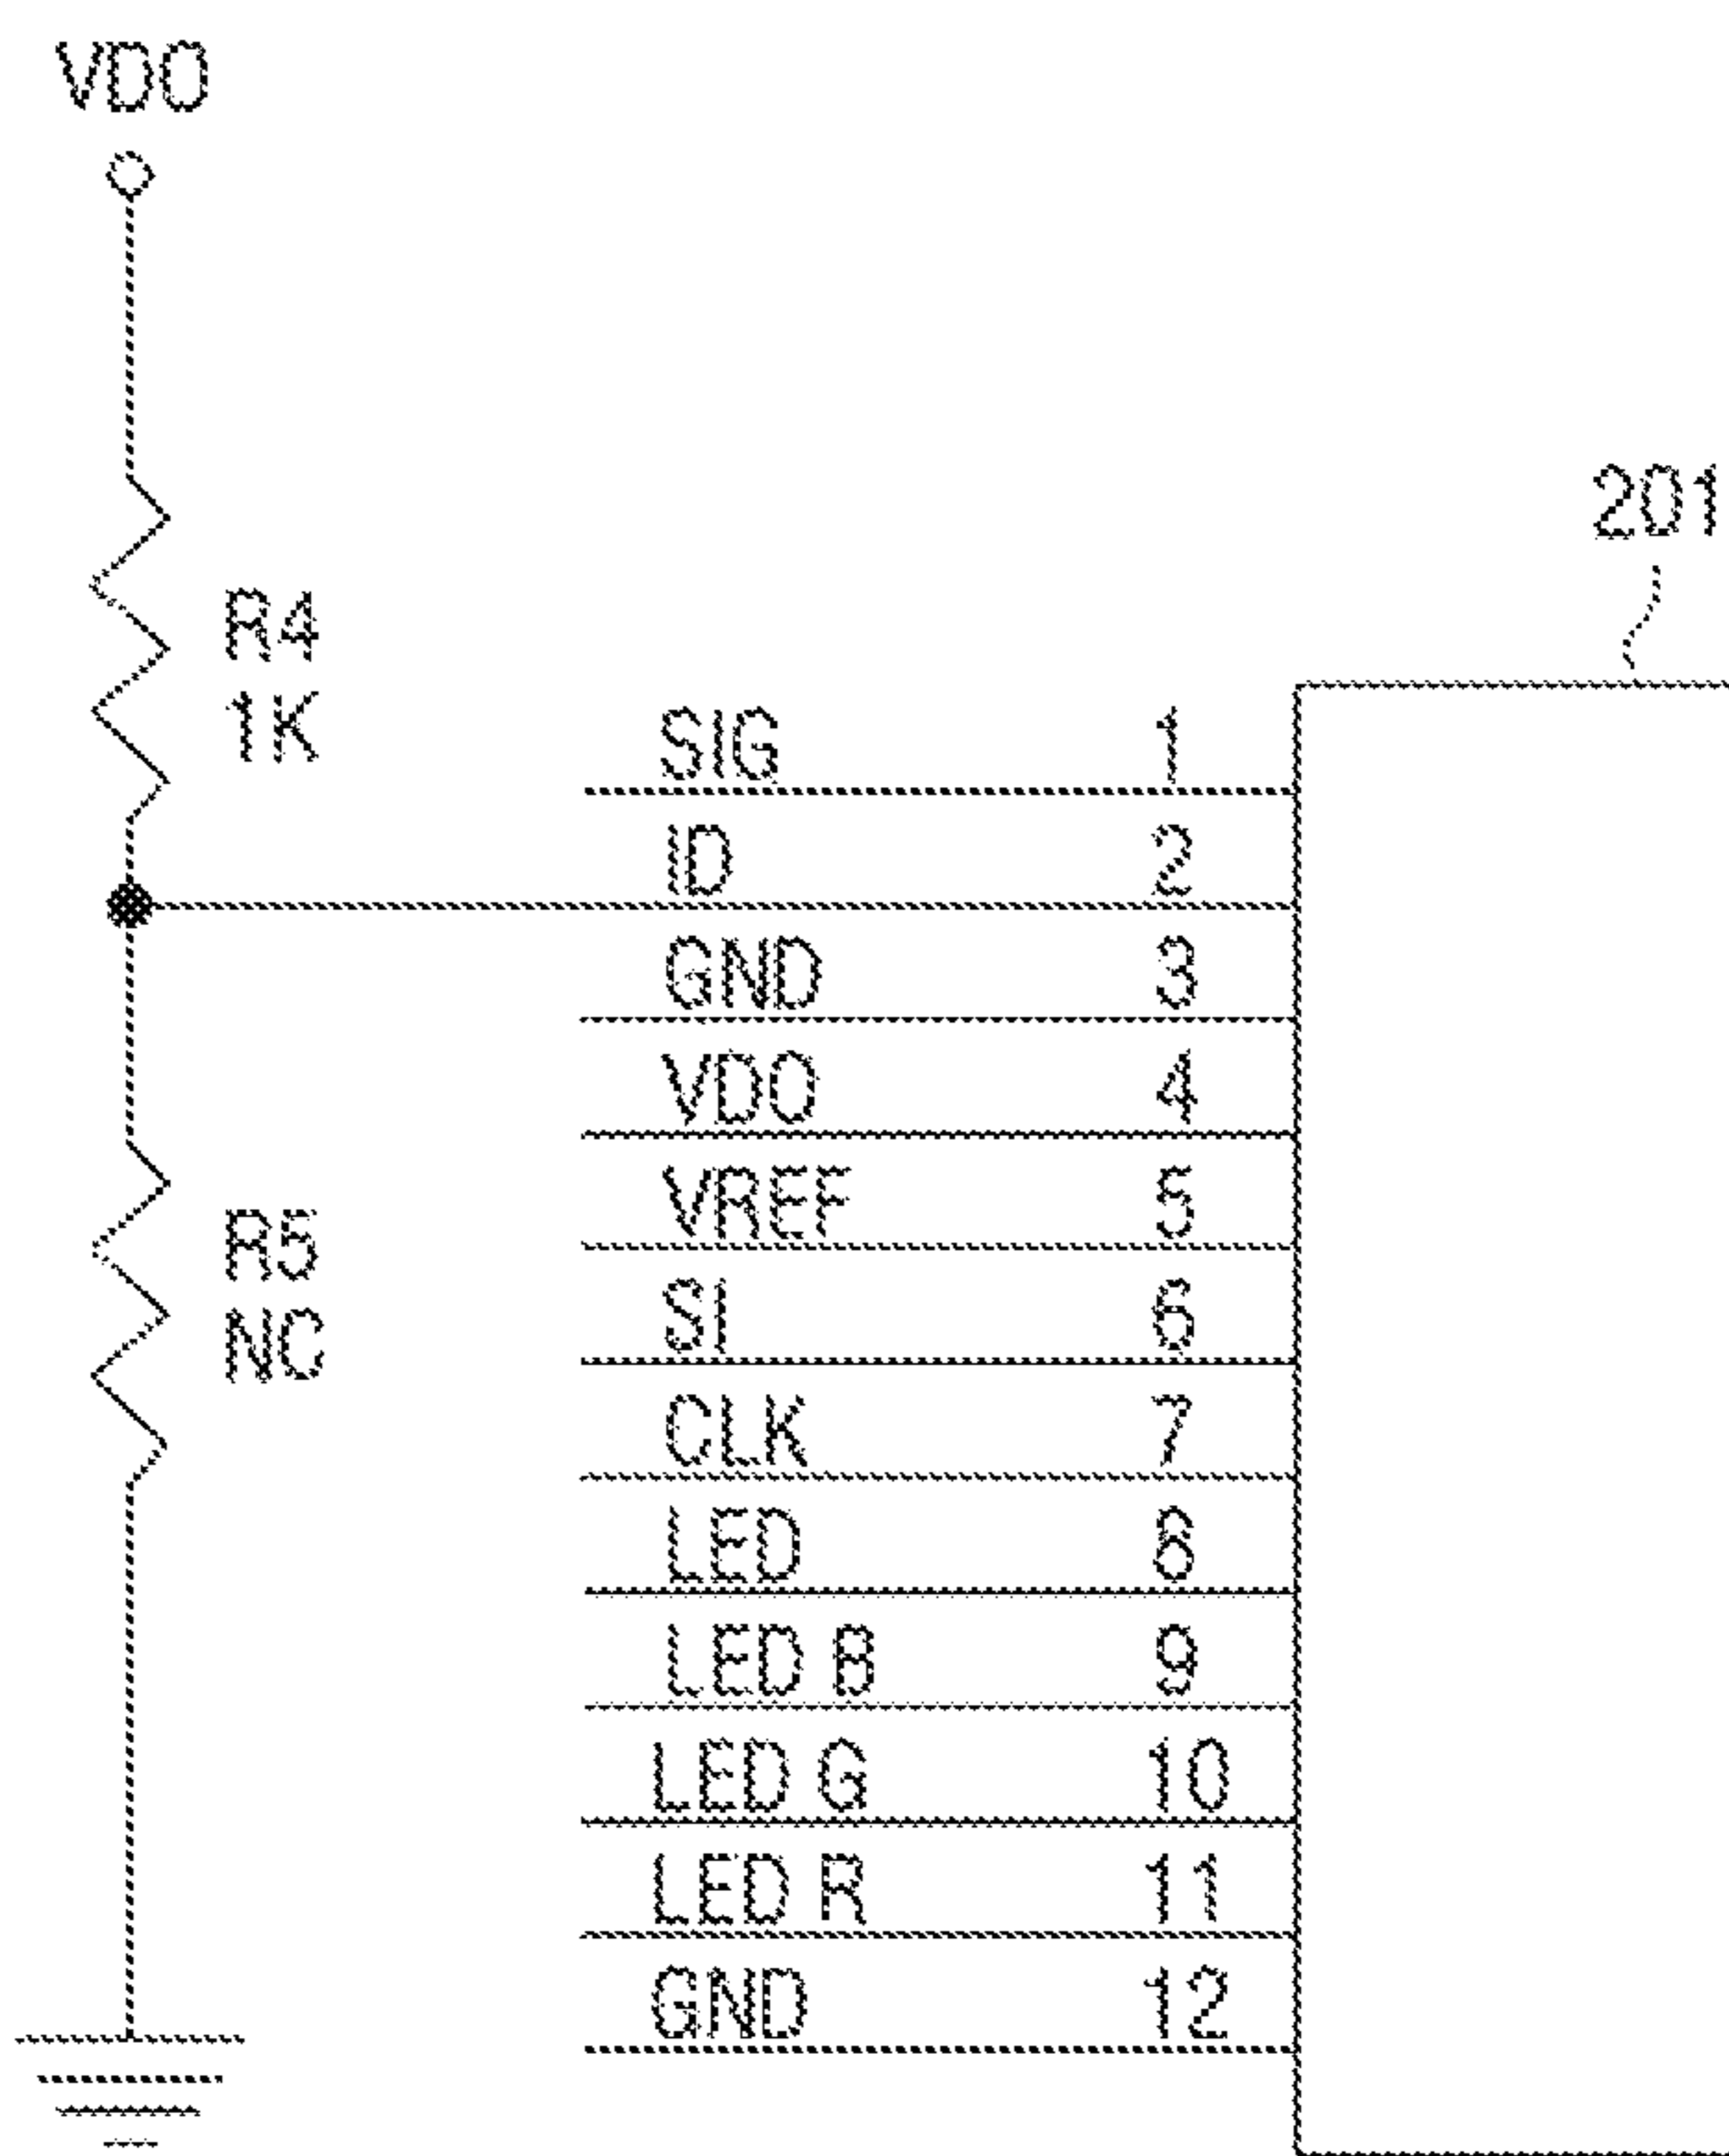 VDO
201
R4
1K
SIG 1
ID 2
GND 3
VDO 4
VREF 5
SI 6
CLK 7
R5
NC
LED 8
LED B 9
LED G 10
LED R 11
GND 12